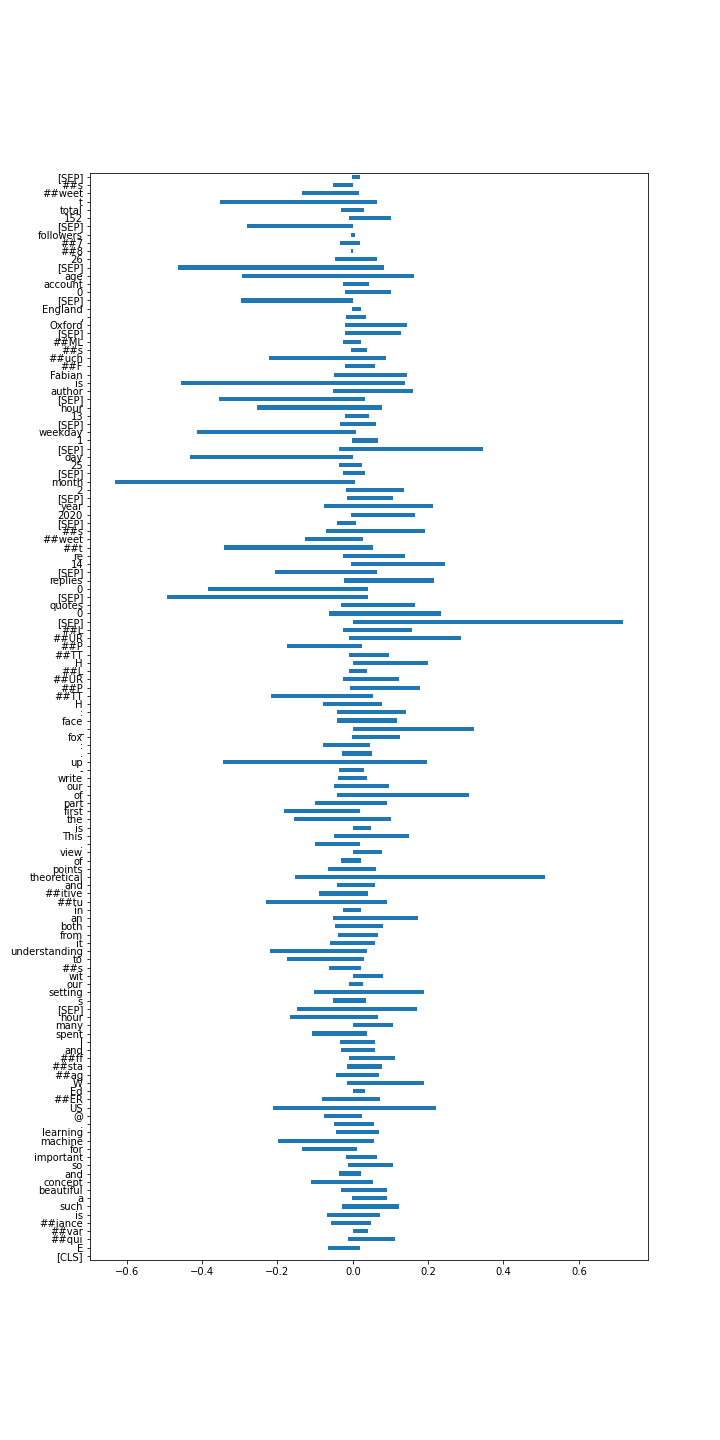 [SEP]
##s
##weet
t
total
152
[SEP]
followers
##7
##8
26
[SEP]
age
account
0
[SEP]
England
,
Oxford
[SEP]
##ML
##s
##uch
##F
Fabian
is
author
[SEP]
hour
13
[SEP]
weekday
1
[SEP]
day
25
[SEP]
month
2
[SEP]
year
2020
[SEP]
##s
##weet
##t
re
14
[SEP]
replies
0
[SEP]
quotes
0
[SEP]
##L
##UR
##P
##TT
H
##L
##UR
##P
##TT
H
:
face
_
fox
:
.
up
-
write
our
of
part
first
the
is
This
.
view
of
points
theoretical
and
##itive
##tu
in
an
both
from
it
understanding
to
##s
wit
our
setting
s
[SEP]
hour
many
spent
I
and
##ff
##sta
##ag
W
Ed
##ER
US
@
.
learning
machine
for
important
so
and
concept
beautiful
a
such
is
##iance
##var
##qui
E
[CLS]
−0.6 −0.4 −0.2 0.0 0.2 0.4 0.6